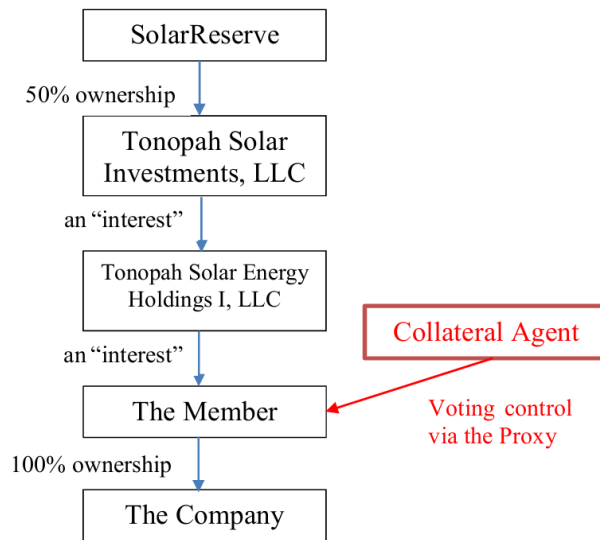 SolarReserve
50% ownership
Tonopah Solar
Investments, LLC
an “interest”
Tonopah Solar Energy
Holdings I, LLC
Collateral Agent
an “interest”
The Member
Voting control
via the Proxy
100% ownership
The Company